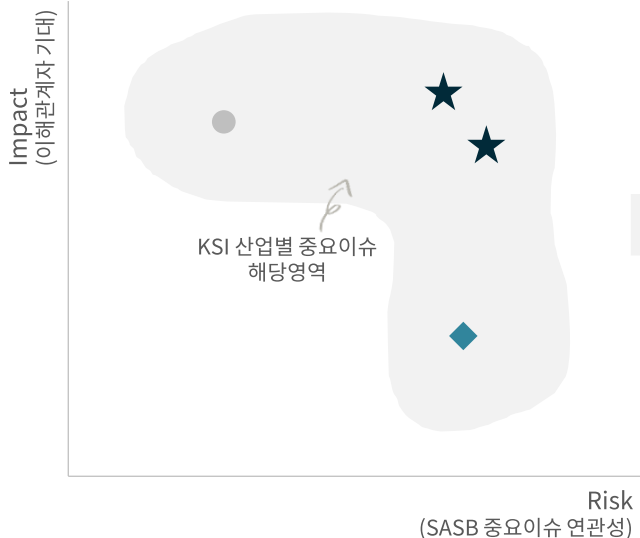 Impact
(이해관계자 기대)
KSI 산업별 중요이슈
해당영역
Risk
(SASB 중요이슈 연관성)